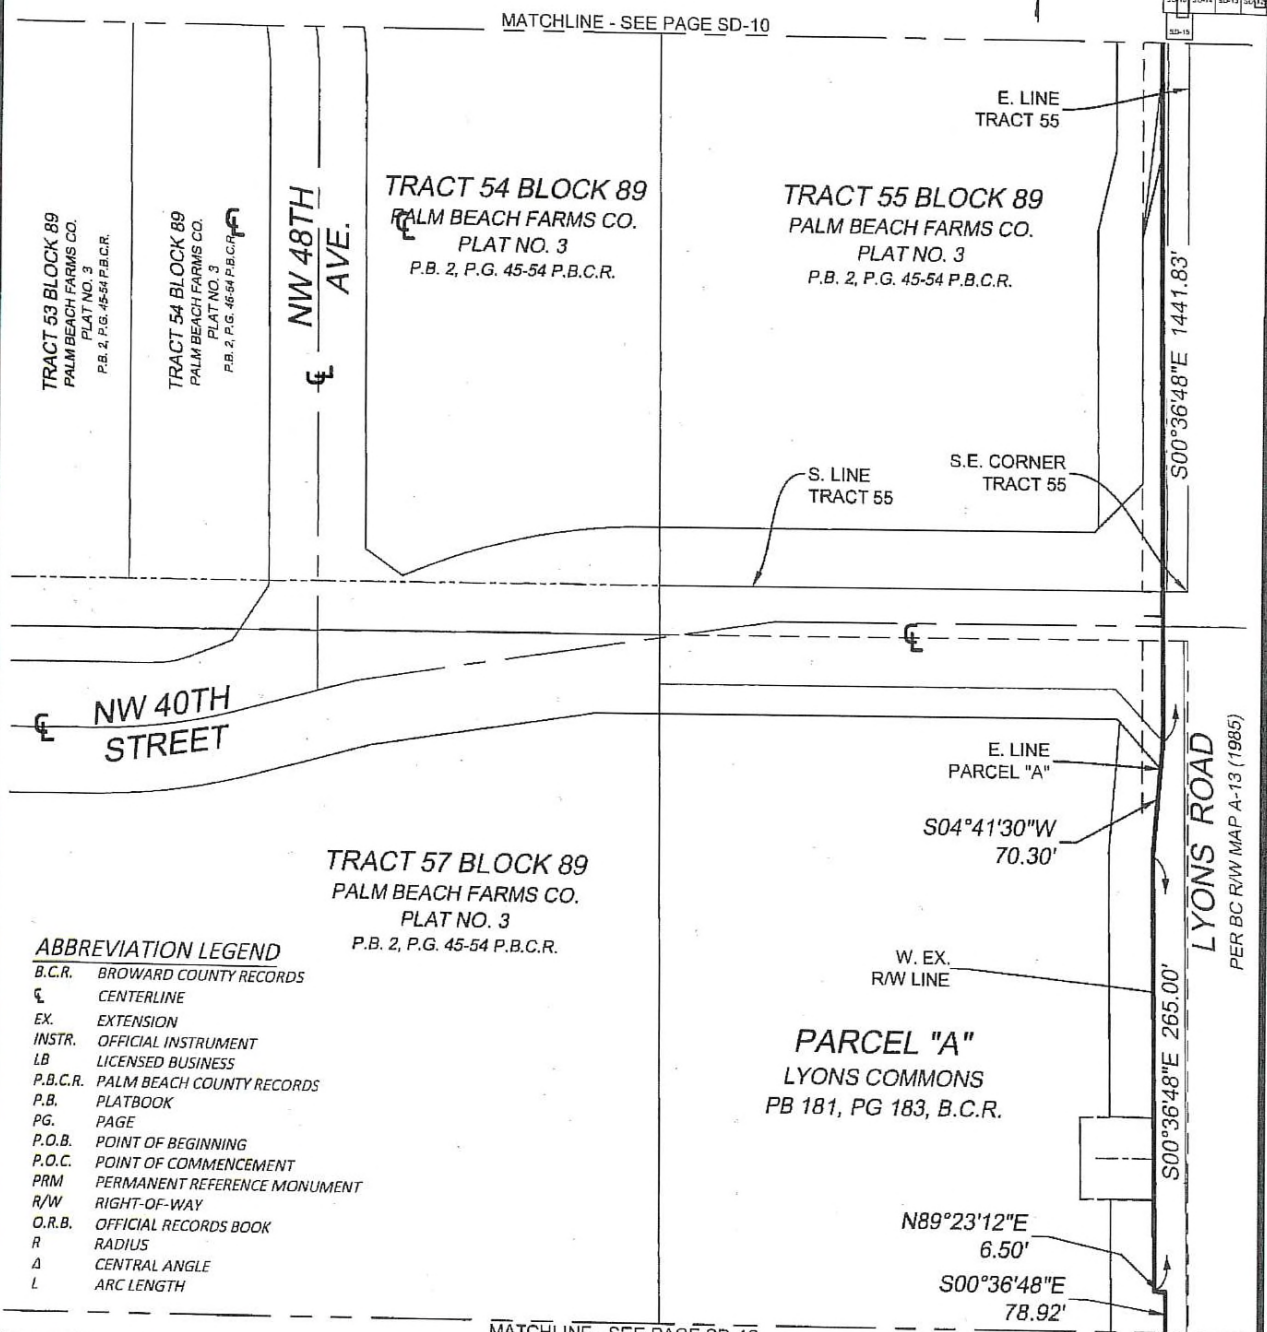 MATCHLINE - SEE PAGE SD-10
SD-15
E. LINE
TRACT 55
TRACT 53 BLOCK 89
PALM BEACH FARMS CO.
PLAT NO. 3
P.B. 2, P.G. 45-54 P.B.C.R.
TRACT 54 BLOCK 89
PALM BEACH FARMS CO.
PLAT NO. 3
P.B. 2, P.G. 45-54 P.B.C.R.
℄
NW 48TH
AVE.
℄
TRACT 54 BLOCK 89
PALM BEACH FARMS CO.
PLAT NO. 3
P.B. 2, P.G. 45-54 P.B.C.R.
℄
TRACT 55 BLOCK 89
PALM BEACH FARMS CO.
PLAT NO. 3
P.B. 2, P.G. 45-54 P.B.C.R.
S00°36'48"E 1441.83'
S. LINE
TRACT 55
S.E. CORNER
TRACT 55
℄
℄
NW 40TH
STREET
E. LINE
PARCEL "A"
S04°41'30"W
70.30'
LYONS ROAD
PER BC R/W MAP A-13 (1985)
TRACT 57 BLOCK 89
PALM BEACH FARMS CO.
PLAT NO. 3
P.B. 2, P.G. 45-54 P.B.C.R.
W. EX.
R/W LINE
S00°36'48"E 265.00'
PARCEL "A"
LYONS COMMONS
PB 181, PG 183, B.C.R.
N89°23'12"E
6.50'
S00°36'48"E
78.92'
ABBREVIATION LEGEND
B.C.R. BROWARD COUNTY RECORDS
℄ CENTERLINE
EX. EXTENSION
INSTR. OFFICIAL INSTRUMENT
LB LICENSED BUSINESS
P.B.C.R. PALM BEACH COUNTY RECORDS
P.B. PLATBOOK
PG. PAGE
P.O.B. POINT OF BEGINNING
P.O.C. POINT OF COMMENCEMENT
PRM PERMANENT REFERENCE MONUMENT
R/W RIGHT-OF-WAY
O.R.B. OFFICIAL RECORDS BOOK
R RADIUS
Δ CENTRAL ANGLE
L ARC LENGTH
MATCHLINE - SEE PAGE